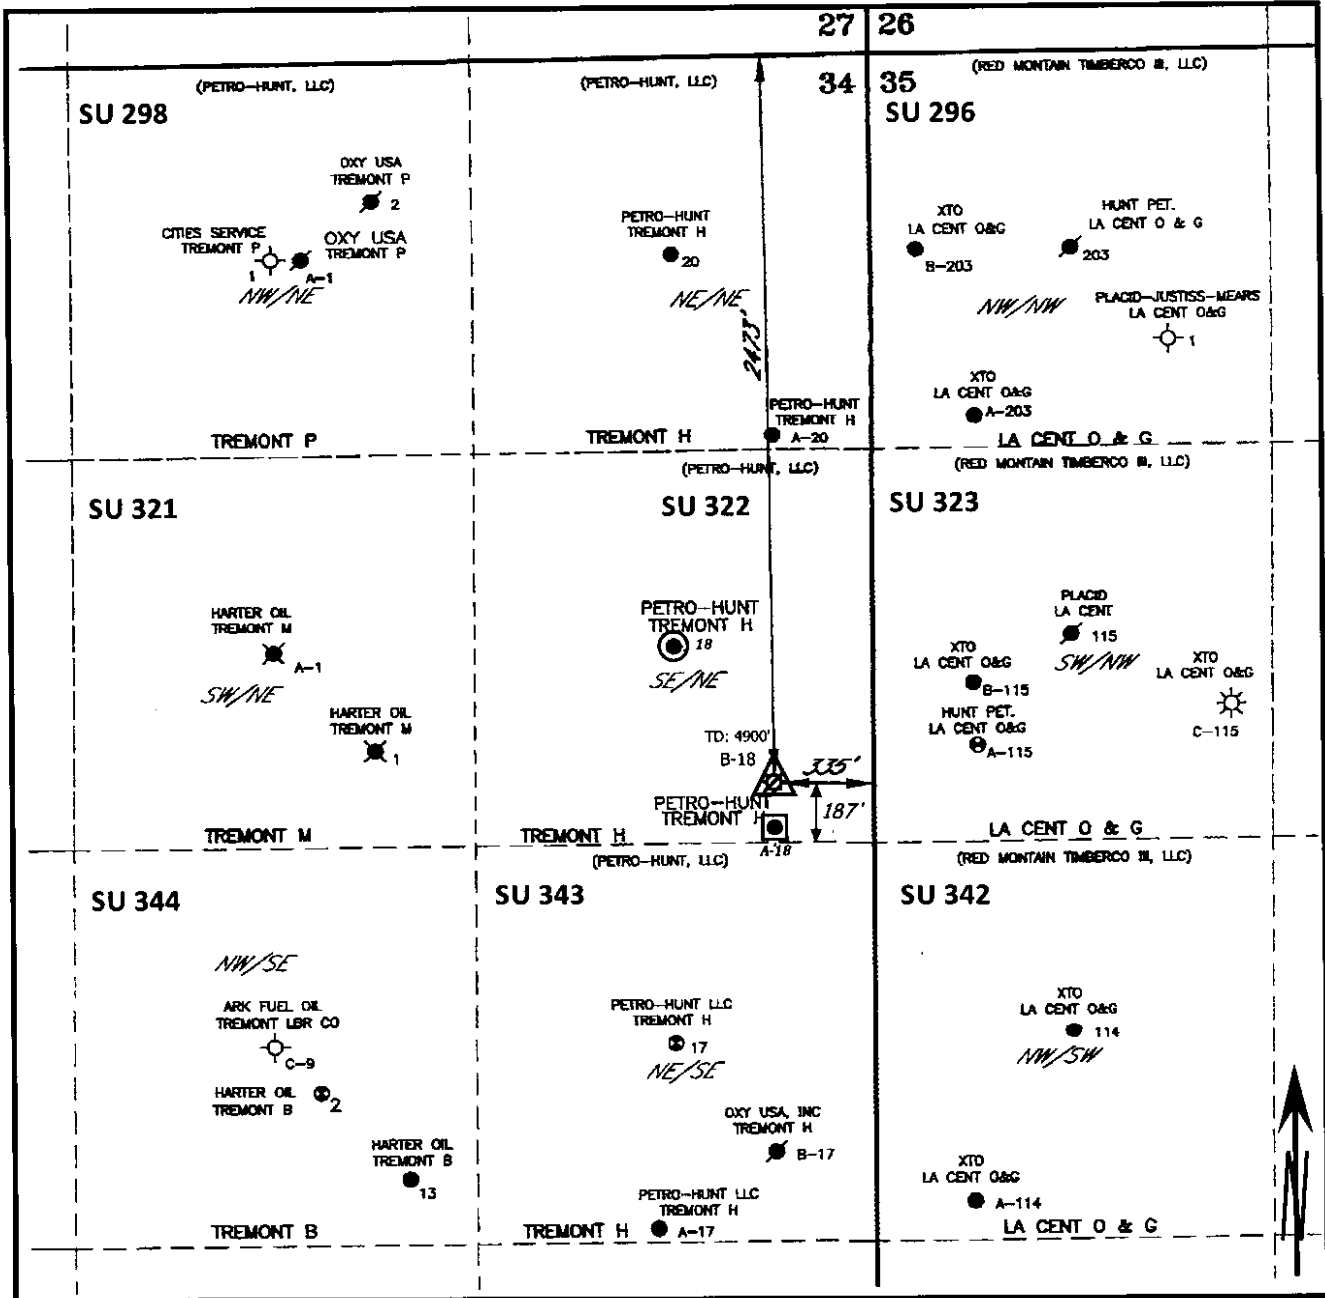 27 26
34 35
(PETRO-HUNT, LLC)
SU 298
OXY USA
TREMONT P
2
CITIES SERVICE
TREMONT P
1
OXY USA
TREMONT P
A-1
NW/NE
TREMONT P
(PETRO-HUNT, LLC)
PETRO-HUNT
TREMONT H
20
NE/NE
2473'
PETRO-HUNT
TREMONT H
A-20
TREMONT H
(RED MONTAIN TIMBERCO III, LLC)
SU 296
XTO
LA CENT O&G
B-203
HUNT PET.
LA CENT O & G
203
NW/NW
PLACID-JUSTISS-MEARS
LA CENT O&G
1
XTO
LA CENT O&G
A-203
LA CENT O & G
SU 321
HARTER OIL
TREMONT M
A-1
SW/NE
HARTER OIL
TREMONT M
1
TREMONT M
(PETRO-HUNT, LLC)
SU 322
PETRO-HUNT
TREMONT H
18
SE/NE
TD: 4900'
B-18
335'
187'
PETRO-HUNT
TREMONT H
A-18
TREMONT H
(RED MONTAIN TIMBERCO III, LLC)
SU 323
PLACID
LA CENT
115
SW/NW
XTO
LA CENT O&G
B-115
XTO
LA CENT O&G
C-115
HUNT PET.
LA CENT O&G
A-115
LA CENT O & G
SU 344
NW/SE
ARK FUEL OIL
TREMONT LBR CO
C-9
HARTER OIL
TREMONT B
2
HARTER OIL
TREMONT B
13
TREMONT B
(PETRO-HUNT, LLC)
SU 343
PETRO-HUNT LLC
TREMONT H
17
NE/SE
OXY USA, INC
TREMONT H
B-17
PETRO-HUNT LLC
TREMONT H
A-17
TREMONT H
(RED MONTAIN TIMBERCO III, LLC)
SU 342
XTO
LA CENT O&G
114
NW/SW
XTO
LA CENT O&G
A-114
LA CENT O & G
N